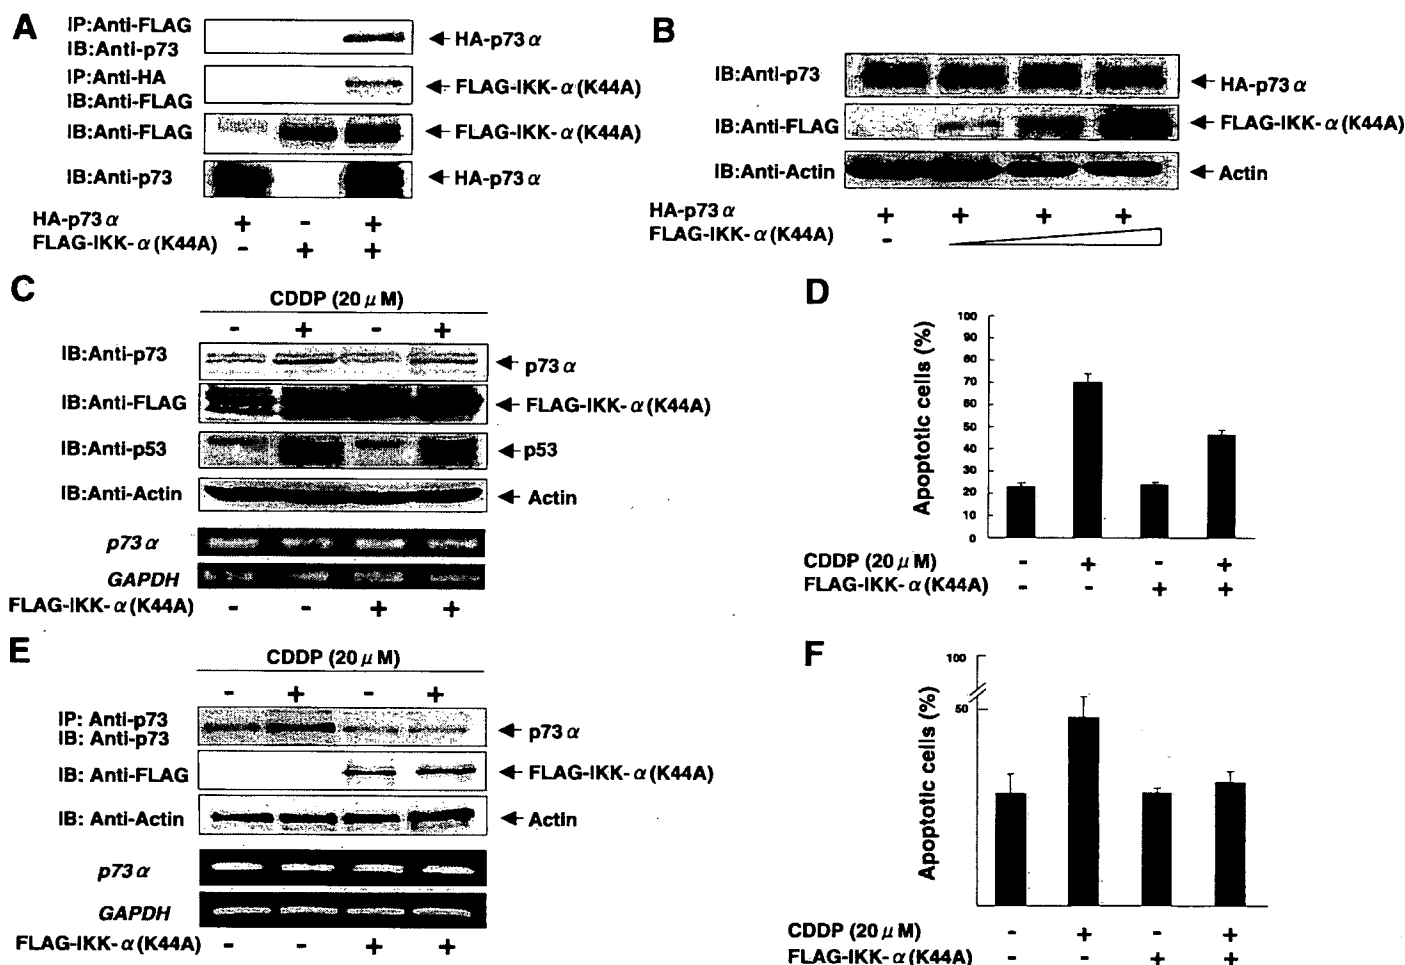 A
IP:Anti-FLAG
IB:Anti-p73
HA-p73α
IP:Anti-HA
IB:Anti-FLAG
FLAG-IKK-α(K44A)
IB:Anti-FLAG
FLAG-IKK-α(K44A)
IB:Anti-p73
HA-p73α
HA-p73α + - +
FLAG-IKK-α(K44A) - + +
B
IB:Anti-p73
HA-p73α
IB:Anti-FLAG
FLAG-IKK-α(K44A)
IB:Anti-Actin
Actin
HA-p73α + + + +
FLAG-IKK-α(K44A) -
C
CDDP (20μM)
- + - +
IB:Anti-p73
p73α
IB:Anti-FLAG
FLAG-IKK-α(K44A)
IB:Anti-p53
p53
IB:Anti-Actin
Actin
p73α
GAPDH
FLAG-IKK-α(K44A) - - + +
D
Apoptotic cells (%)
100
90
80
70
60
50
40
30
20
10
0
CDDP (20μM) - + - +
FLAG-IKK-α(K44A) - - + +
E
CDDP (20μM)
- + - +
IP: Anti-p73
IB: Anti-p73
p73α
IB: Anti-FLAG
FLAG-IKK-α(K44A)
IB: Anti-Actin
Actin
p73α
GAPDH
FLAG-IKK-α(K44A) - - + +
F
Apoptotic cells (%)
100
50
CDDP (20μM) - + - +
FLAG-IKK-α(K44A) - - + +